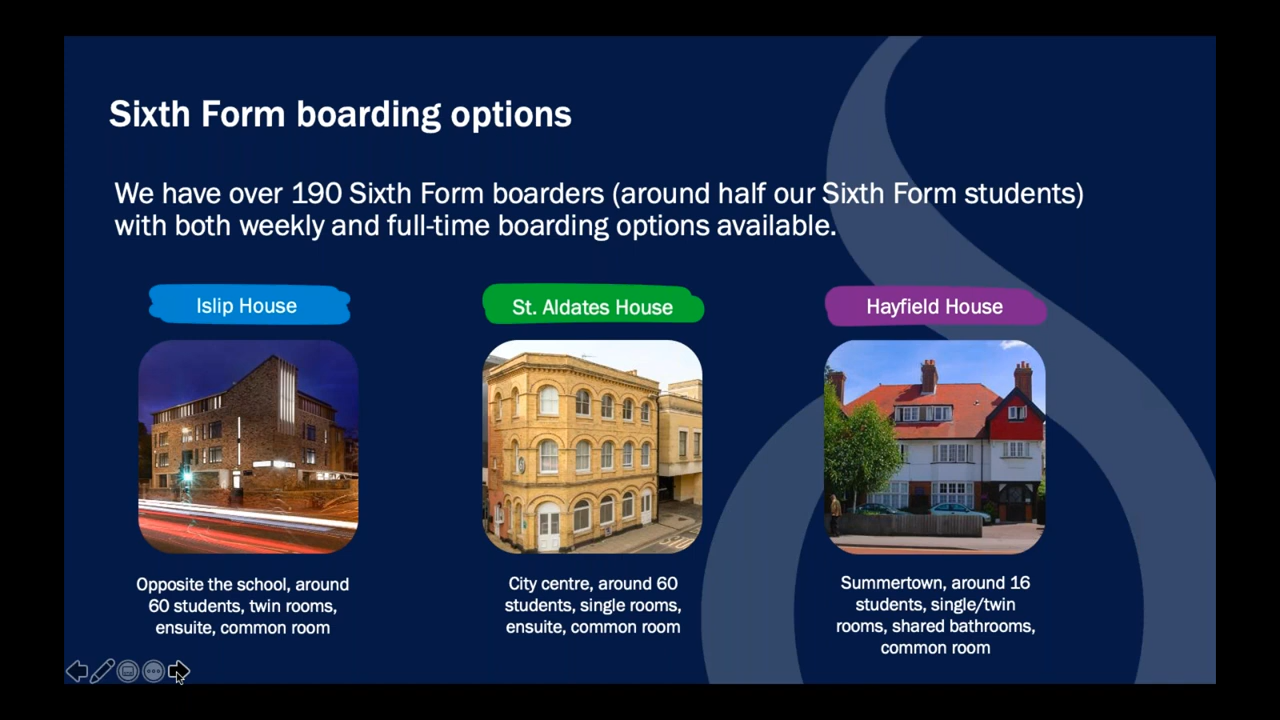 Sixth Form boarding options
We have over 190 Sixth Form boarders (around half our Sixth Form students)
with both weekly and full-time boarding options available.
Islip House
St. Aldates House
Hayfield House
Opposite the school, around
60 students, twin rooms,
ensuite, common room
City centre, around 60
students, single rooms,
ensuite, common room
Summertown, around 16
students, single/twin
rooms, shared bathrooms,
common room